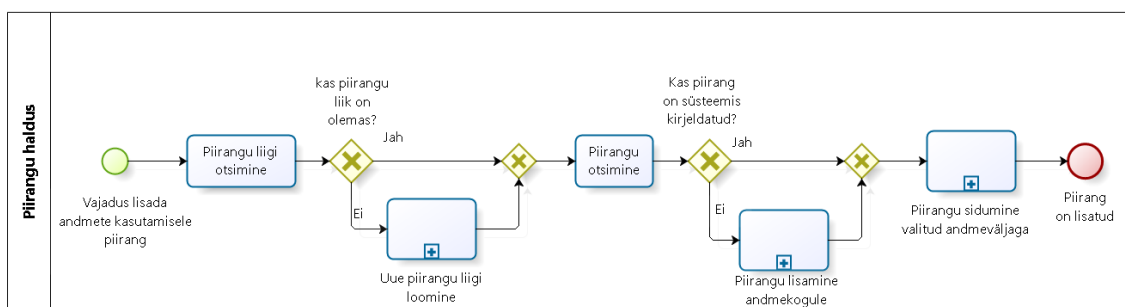 Piirangu haldus
Vajadus lisada
andmete kasutamisele
piirang
Piirangu liigi
otsimine
kas piirangu
liik on
olemas?
Jah
Ei
Uue piirangu liigi
loomine
Piirangu
otsimine
Kas piirang
on süsteemis
kirjeldatud?
Jah
Ei
Piirangu lisamine
andmekogule
Piirangu sidumine
valitud andmeväljaga
Piirang
on lisatud